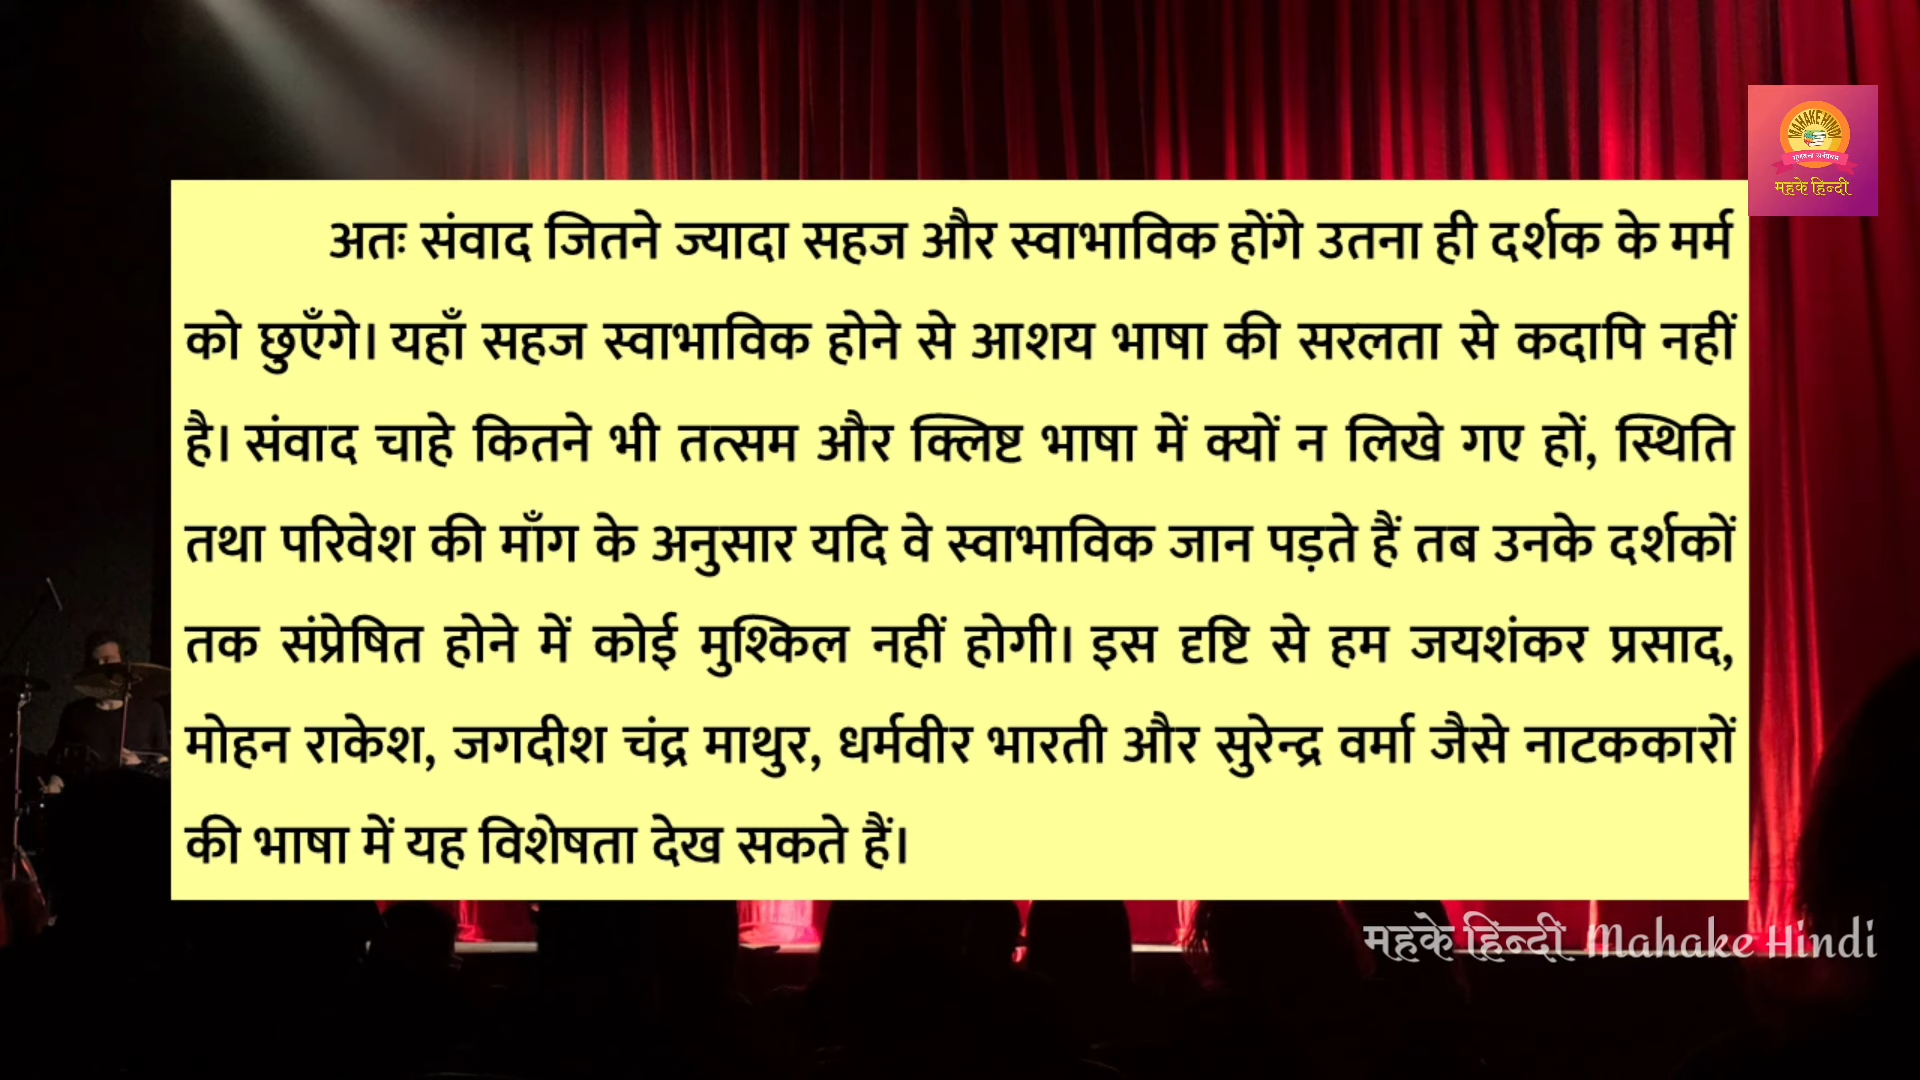 MAHAKE HINDI
महके हिन्दी
अतः संवाद जितने ज्यादा सहज और स्वाभाविक होंगे उतना ही दर्शक के मर्म
को छुएँगे। यहाँ सहज स्वाभाविक होने से आशय भाषा की सरलता से कदापि नहीं
है। संवाद चाहे कितने भी तत्सम और क्लिष्ट भाषा में क्यों न लिखे गए हों, स्थिति
तथा परिवेश की माँग के अनुसार यदि वे स्वाभाविक जान पड़ते हैं तब उनके दर्शकों
तक संप्रेषित होने में कोई मुश्किल नहीं होगी। इस दृष्टि से हम जयशंकर प्रसाद,
मोहन राकेश, जगदीश चंद्र माथुर, धर्मवीर भारती और सुरेन्द्र वर्मा जैसे नाटककारों
की भाषा में यह विशेषता देख सकते हैं।
महके हिन्दी Mahake Hindi